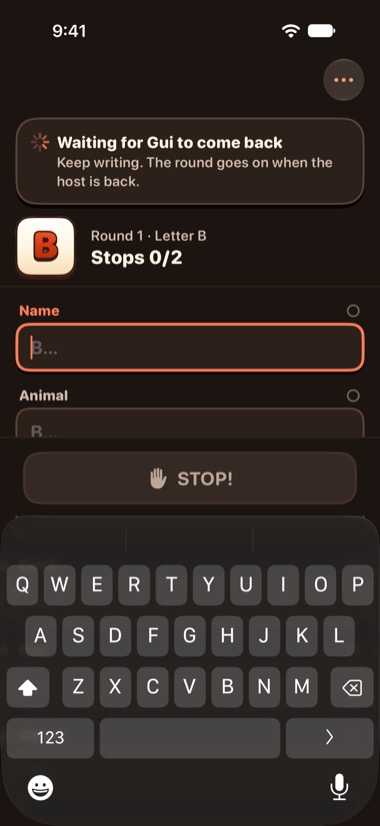 9:41
Waiting for Gui to come back
Keep writing. The round goes on when the
host is back.
B
Round 1 · Letter B
Stops 0/2
Name
B...
Animal
B...
STOP!
Q W E R T Y U I O P
A S D F G H J K L
Z X C V B N M
123